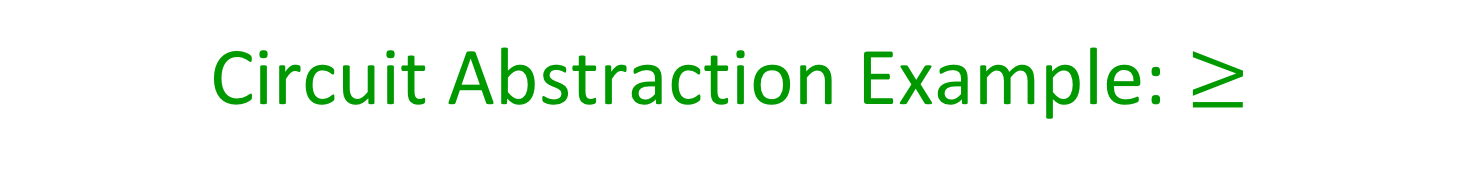 Circuit Abstraction Example: ≥